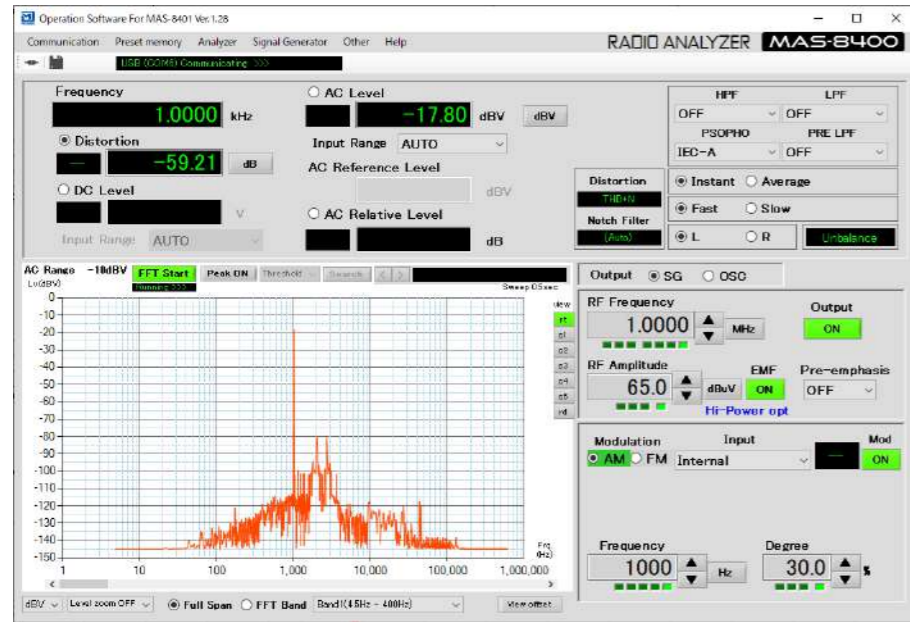 Operation Software For MAS-8401 Ver.1.28
Communication Preset memory Analyzer Signal Generator Other Help
RADIO ANALYZER MAS-8400
USB (COM6) Communicating >>>
Frequency
1.0000 kHz
Distortion
-59.21 dB
DC Level
V
Input Range AUTO
AC Level
-17.80 dBV dBV
Input Range AUTO
AC Reference Level
dBV
AC Relative Level
dB
HPF LPF
OFF OFF
PSOPHO PRE LPF
IEC-A OFF
Distortion
THD+N
Notch Filter
(Auto)
Instant Average
Fast Slow
L R Unbalance
AC Range -10dBV FFT Start Peak ON Threshold Search < >
Running >>>
Lv(dBV)
Sweep 0.5sec
view
rt
o1
o2
o3
o4
o5
rd
0
-10
-20
-30
-40
-50
-60
-70
-80
-90
-100
-110
-120
-130
-140
-150
Frq
(Hz)
1 10 100 1,000 10,000 100,000 1,000,000
dBV Level zoom OFF Full Span FFT Band Band1(4.5Hz - 400Hz) View offset
Output SG OSC
RF Frequency
1.0000 MHz
Output
ON
RF Amplitude
65.0 dBuV
EMF
ON
Pre-emphasis
OFF
Hi-Power opt
Modulation Input Mod
AM FM Internal ON
Frequency Degree
1000 Hz 30.0 %